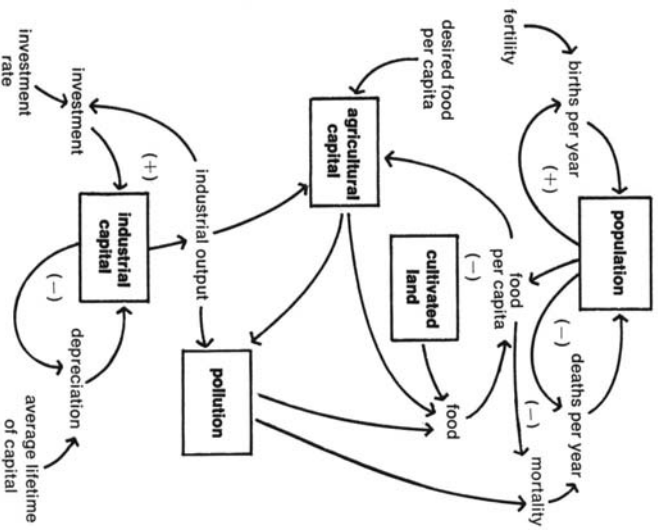 population
births per year
(+)
(−)
deaths per year
fertility
food
per capita
(−)
(−)
mortality
desired food
per capita
cultivated
land
food
agricultural
capital
industrial output
pollution
(+)
investment
industrial
capital
(−)
depreciation
investment
rate
average lifetime
of capital